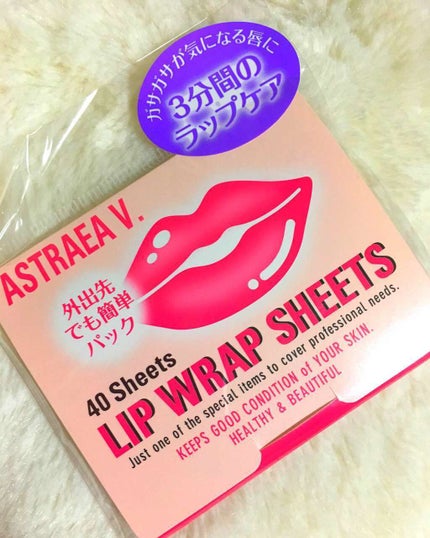 ガサガサが気になる唇に
3分間の
ラップケア
ASTRAEA V.
外出先
でも簡単
パック
40 Sheets
LIP WRAP SHEETS
Just one of the special items to cover professional needs.
KEEPS GOOD CONDITION of YOUR SKIN.
HEALTHY & BEAUTIFUL